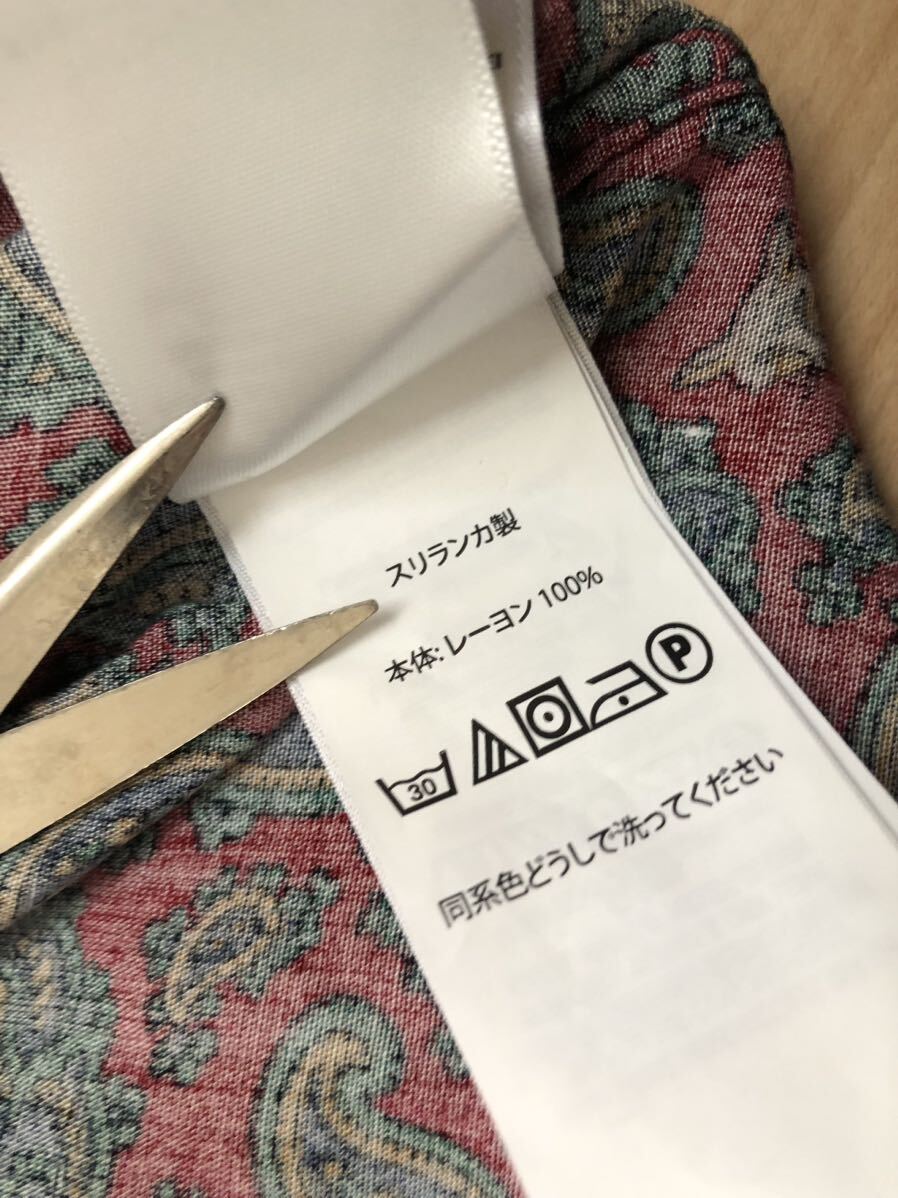 スリランカ製
本体: レーヨン 100%
30 P
同系色どうしで洗ってください